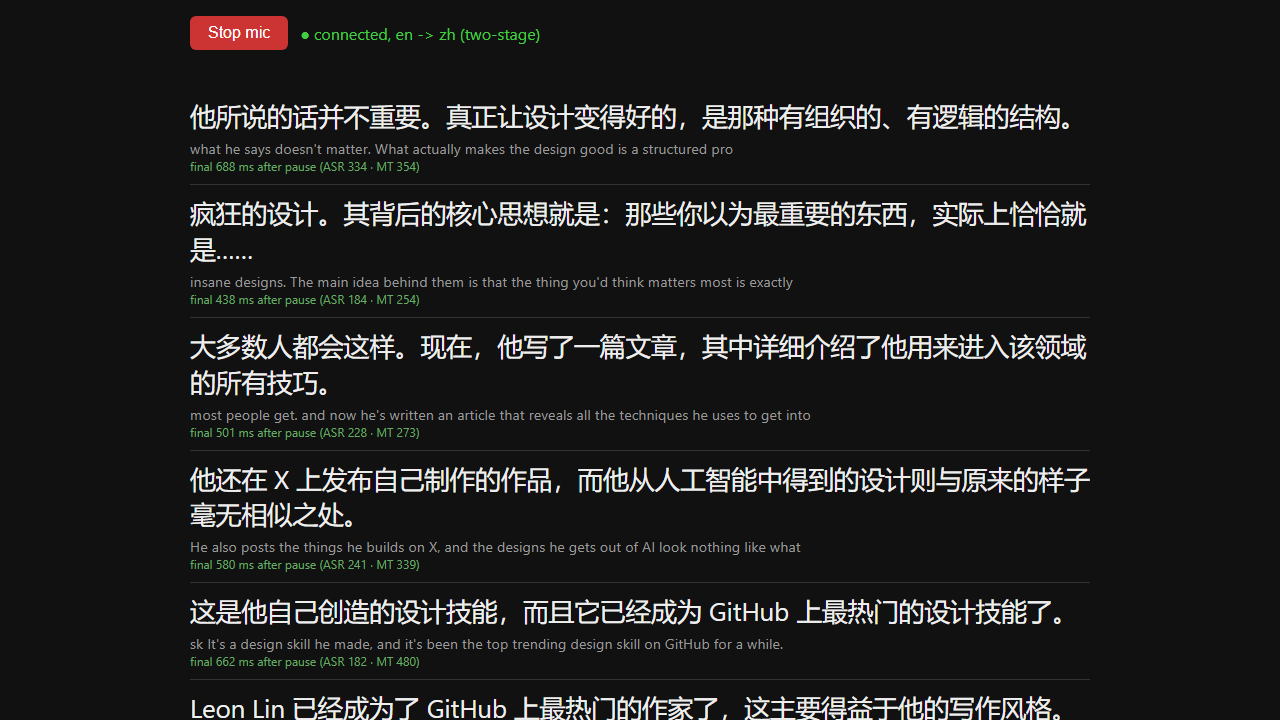 Stop mic
● connected, en -> zh (two-stage)
他所说的话并不重要。真正让设计变得好的，是那种有组织的、有逻辑的结构。
what he says doesn't matter. What actually makes the design good is a structured pro
final 688 ms after pause (ASR 334 · MT 354)
疯狂的设计。其背后的核心思想就是：那些你以为最重要的东西，实际上恰恰就
是……
insane designs. The main idea behind them is that the thing you'd think matters most is exactly
final 438 ms after pause (ASR 184 · MT 254)
大多数人都会这样。现在，他写了一篇文章，其中详细介绍了他用来进入该领域
的所有技巧。
most people get. and now he's written an article that reveals all the techniques he uses to get into
final 501 ms after pause (ASR 228 · MT 273)
他还在 X 上发布自己制作的作品，而他从人工智能中得到的设计则与原来的样子
毫无相似之处。
He also posts the things he builds on X, and the designs he gets out of AI look nothing like what
final 580 ms after pause (ASR 241 · MT 339)
这是他自己创造的设计技能，而且它已经成为 GitHub 上最热门的设计技能了。
sk It's a design skill he made, and it's been the top trending design skill on GitHub for a while.
final 662 ms after pause (ASR 182 · MT 480)
Leon Lin 已经成为了 GitHub 上最热门的作家了，这主要得益于他的写作风格。